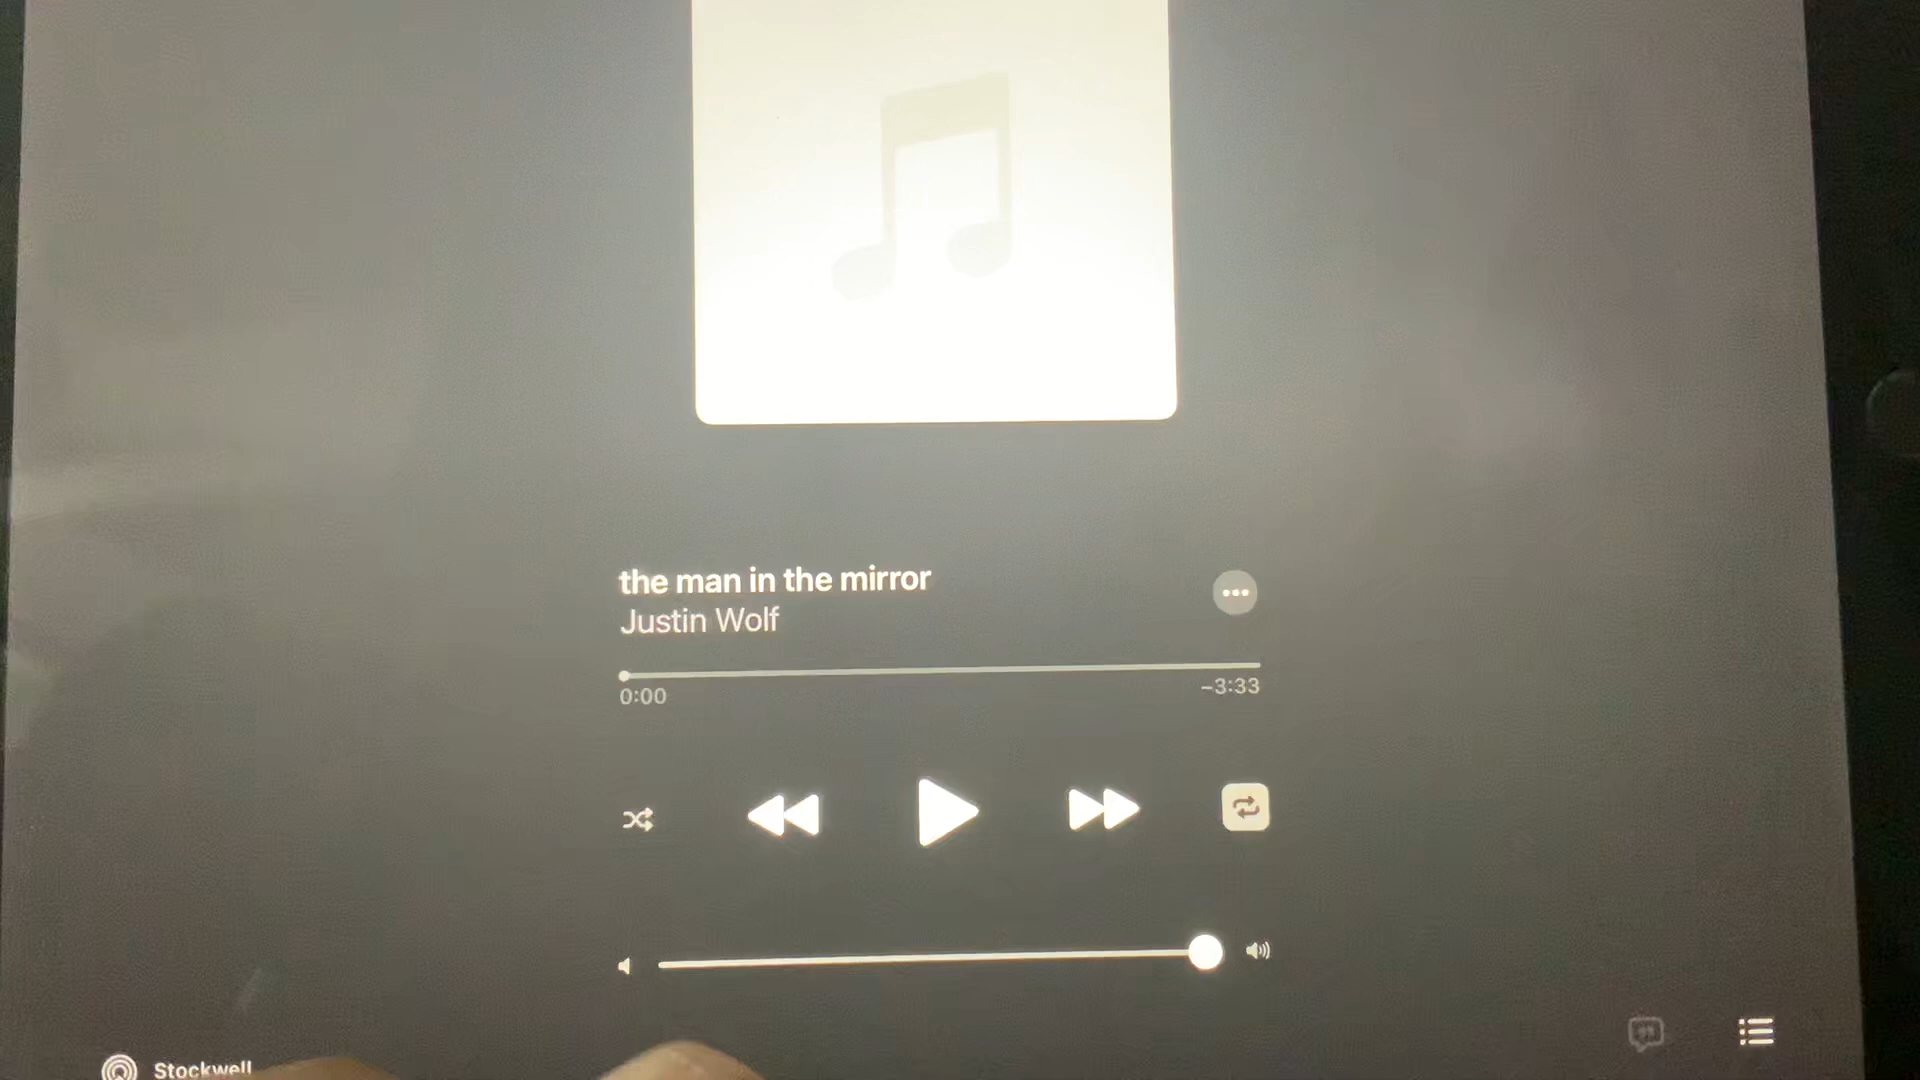 the man in the mirror
Justin Wolf
0:00
-3:33
Stockwell